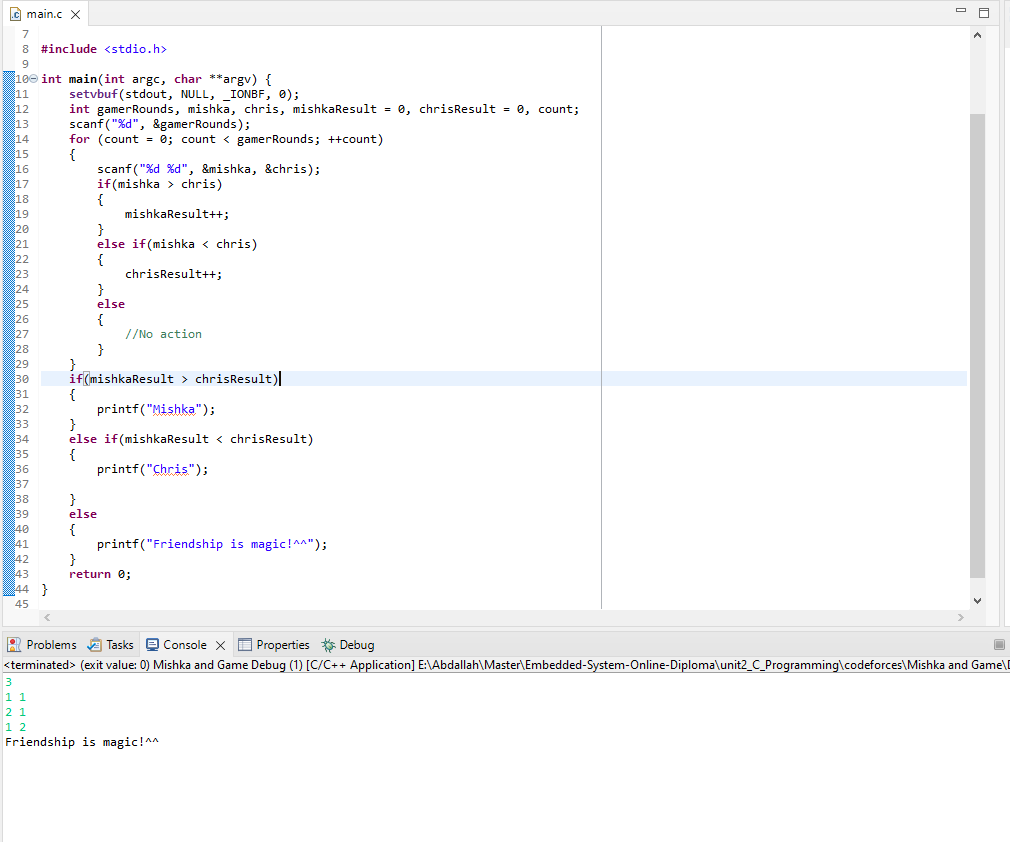 main.c
7
8 #include <stdio.h>
9
10 int main(int argc, char **argv) {
11     setvbuf(stdout, NULL, _IONBF, 0);
12     int gamerRounds, mishka, chris, mishkaResult = 0, chrisResult = 0, count;
13     scanf("%d", &gamerRounds);
14     for (count = 0; count < gamerRounds; ++count)
15     {
16         scanf("%d %d", &mishka, &chris);
17         if(mishka > chris)
18         {
19             mishkaResult++;
20         }
21         else if(mishka < chris)
22         {
23             chrisResult++;
24         }
25         else
26         {
27             //No action
28         }
29     }
30     if(mishkaResult > chrisResult)
31     {
32         printf("Mishka");
33     }
34     else if(mishkaResult < chrisResult)
35     {
36         printf("Chris");
37
38     }
39     else
40     {
41         printf("Friendship is magic!^^");
42     }
43     return 0;
44 }
45
Problems Tasks Console Properties Debug
<terminated> (exit value: 0) Mishka and Game Debug (1) [C/C++ Application] E:\Abdallah\Master\Embedded-System-Online-Diploma\unit2_C_Programming\codeforces\Mishka and Game\D
3
1 1
2 1
1 2
Friendship is magic!^^